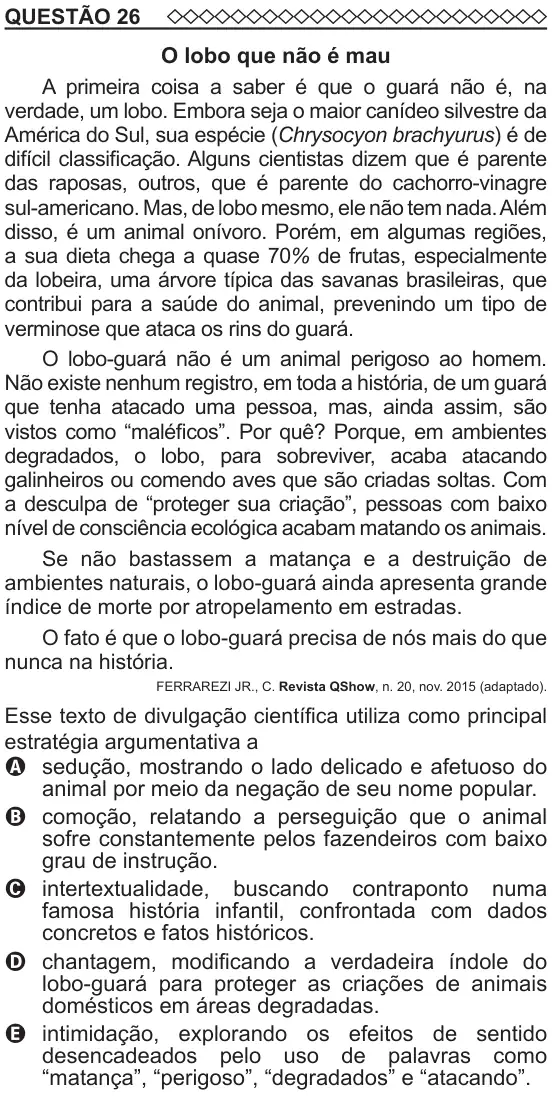 QUESTÃO 26
O lobo que não é mau
A primeira coisa a saber é que o guará não é, na
verdade, um lobo. Embora seja o maior canídeo silvestre da
América do Sul, sua espécie (Chrysocyon brachyurus) é de
difícil classificação. Alguns cientistas dizem que é parente
das raposas, outros, que é parente do cachorro-vinagre
sul-americano. Mas, de lobo mesmo, ele não tem nada. Além
disso, é um animal onívoro. Porém, em algumas regiões,
a sua dieta chega a quase 70% de frutas, especialmente
da lobeira, uma árvore típica das savanas brasileiras, que
contribui para a saúde do animal, prevenindo um tipo de
verminose que ataca os rins do guará.
O lobo-guará não é um animal perigoso ao homem.
Não existe nenhum registro, em toda a história, de um guará
que tenha atacado uma pessoa, mas, ainda assim, são
vistos como “maléficos”. Por quê? Porque, em ambientes
degradados, o lobo, para sobreviver, acaba atacando
galinheiros ou comendo aves que são criadas soltas. Com
a desculpa de “proteger sua criação”, pessoas com baixo
nível de consciência ecológica acabam matando os animais.
Se não bastassem a matança e a destruição de
ambientes naturais, o lobo-guará ainda apresenta grande
índice de morte por atropelamento em estradas.
O fato é que o lobo-guará precisa de nós mais do que
nunca na história.
FERRAREZI JR., C. Revista QShow, n. 20, nov. 2015 (adaptado).
Esse texto de divulgação científica utiliza como principal
estratégia argumentativa a
A sedução, mostrando o lado delicado e afetuoso do
animal por meio da negação de seu nome popular.
B comoção, relatando a perseguição que o animal
sofre constantemente pelos fazendeiros com baixo
grau de instrução.
C intertextualidade, buscando contraponto numa
famosa história infantil, confrontada com dados
concretos e fatos históricos.
D chantagem, modificando a verdadeira índole do
lobo-guará para proteger as criações de animais
domésticos em áreas degradadas.
E intimidação, explorando os efeitos de sentido
desencadeados pelo uso de palavras como
“matança”, “perigoso”, “degradados” e “atacando”.